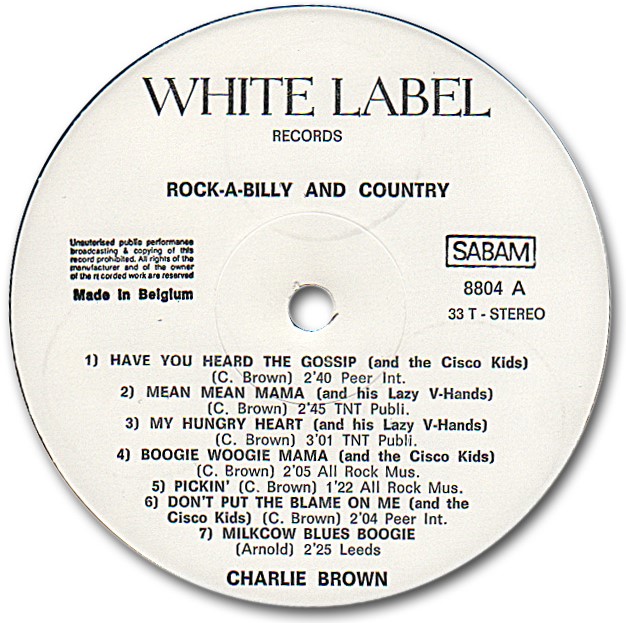 WHITE LABEL
RECORDS
ROCK-A-BILLY AND COUNTRY
Unautorised public performance
broadcasting & copying of this
record prohibited. All rights of the
manufacturer and of the owner
of the recorded work are reserved
Made in Belgium
SABAM
8804 A
33 T - STEREO
1) HAVE YOU HEARD THE GOSSIP (and the Cisco Kids)
(C. Brown) 2'40 Peer Int.
2) MEAN MEAN MAMA (and his Lazy V-Hands)
(C. Brown) 2'45 TNT Publi.
3) MY HUNGRY HEART (and his Lazy V-Hands)
(C. Brown) 3'01 TNT Publi.
4) BOOGIE WOOGIE MAMA (and the Cisco Kids)
(C. Brown) 2'05 All Rock Mus.
5) PICKIN' (C. Brown) 1'22 All Rock Mus.
6) DON'T PUT THE BLAME ON ME (and the
Cisco Kids) (C. Brown) 2'04 Peer Int.
7) MILKCOW BLUES BOOGIE
(Arnold) 2'25 Leeds
CHARLIE BROWN